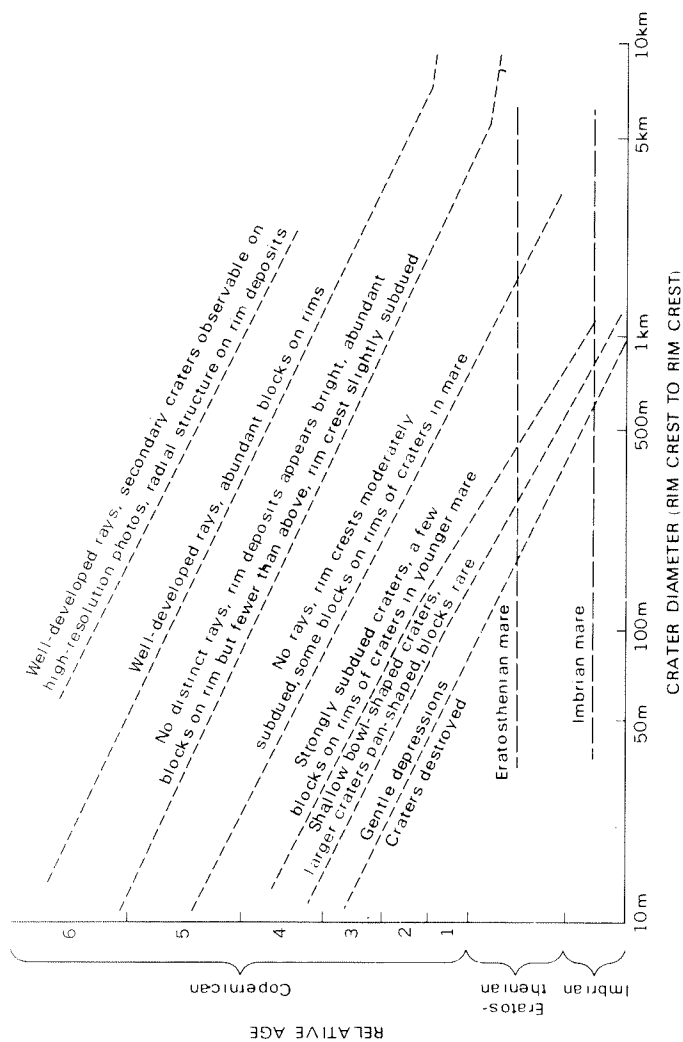 Well-developed rays, secondary craters observable on
high-resolution photos, radial structure on rim deposits
Well-developed rays, abundant blocks on rims
No distinct rays, rim deposits appears bright, abundant
blocks on rim but fewer than above, rim crest slightly subdued
No rays, rim crests moderately
subdued, some blocks on rims of craters in mare
Strongly subdued craters, a few
blocks on rims of craters in younger mare
Shallow bowl-shaped craters,
larger craters pan-shaped, blocks rare
Gentle depressions
Craters destroyed
Eratosthenian mare
Imbrian mare
RELATIVE AGE
Copernican
6
5
4
3
2
1
Eratos-
thenian
Imbrian
10m
50m
100m
500m
1km
5km
10km
CRATER DIAMETER (RIM CREST TO RIM CREST)